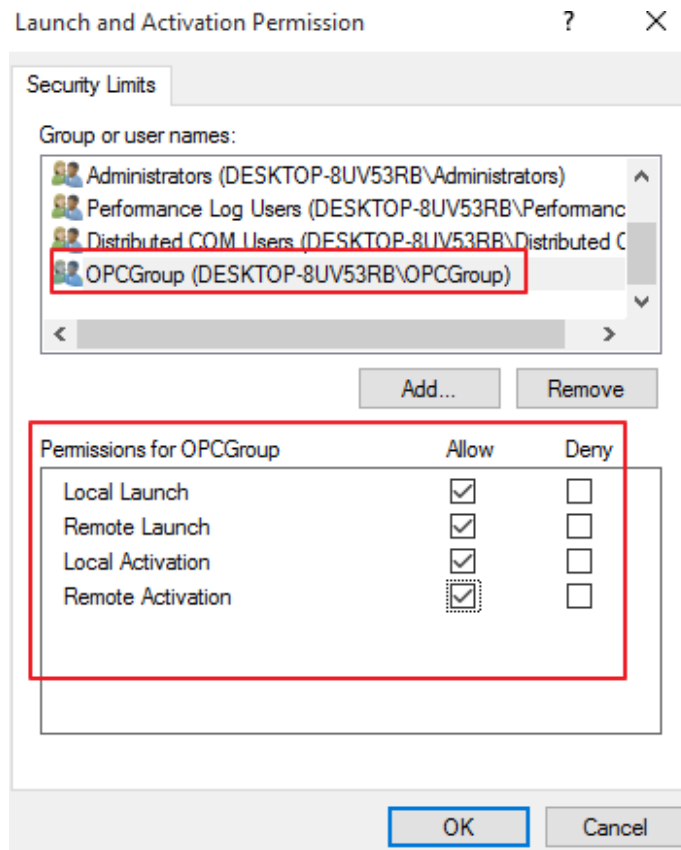 Launch and Activation Permission ? ×
Security Limits
Group or user names:
Administrators (DESKTOP-8UV53RB\Administrators)
Performance Log Users (DESKTOP-8UV53RB\Performanc
Distributed COM Users (DESKTOP-8UV53RB\Distributed C
OPCGroup (DESKTOP-8UV53RB\OPCGroup)
Add... Remove
Permissions for OPCGroup Allow Deny
Local Launch
Remote Launch
Local Activation
Remote Activation
OK Cancel